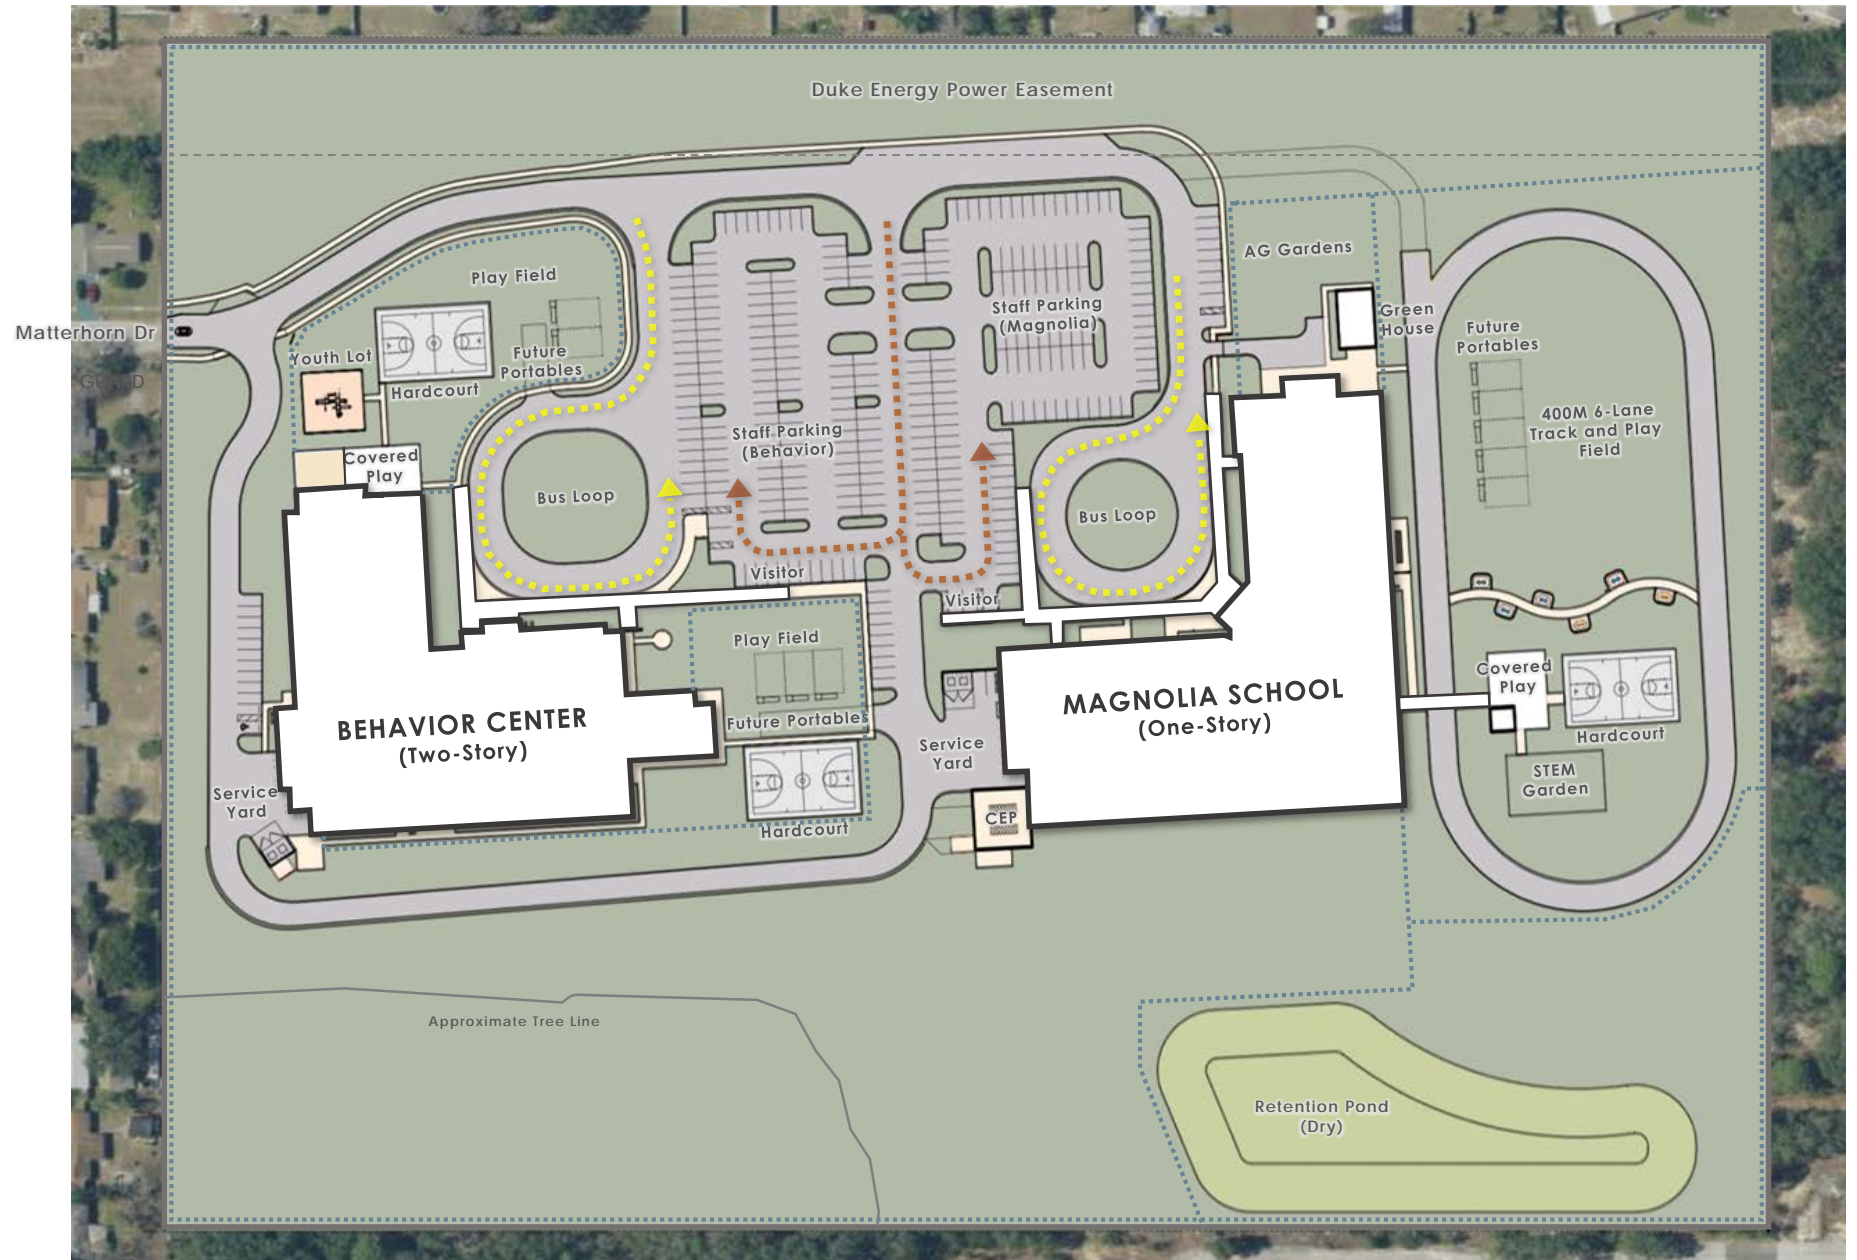 Duke Energy Power Easement
AG Gardens
Play Field
Staff Parking
(Magnolia)
Green
House
Matterhorn Dr
Future
Portables
Youth Lot
Future
Portables
GUARD
Hardcourt
400M 6-Lane
Track and Play
Field
Staff Parking
(Behavior)
Covered
Play
Bus Loop
Bus Loop
Visitor
Visitor
Play Field
Covered
Play
MAGNOLIA SCHOOL
(One-Story)
BEHAVIOR CENTER
(Two-Story)
Future Portables
Hardcourt
Service
Yard
STEM
Garden
Service
Yard
CEP
Hardcourt
Approximate Tree Line
Retention Pond
(Dry)